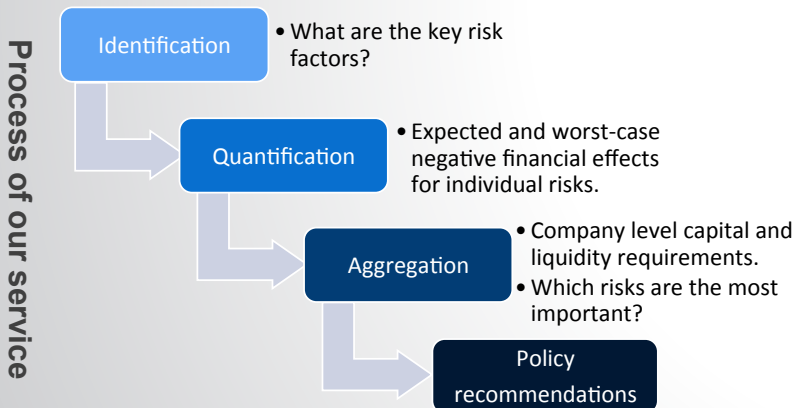 Process of our service
Identification
• What are the key risk
factors?
Quantification
• Expected and worst-case
negative financial effects
for individual risks.
Aggregation
• Company level capital and
liquidity requirements.
• Which risks are the most
important?
Policy
recommendations